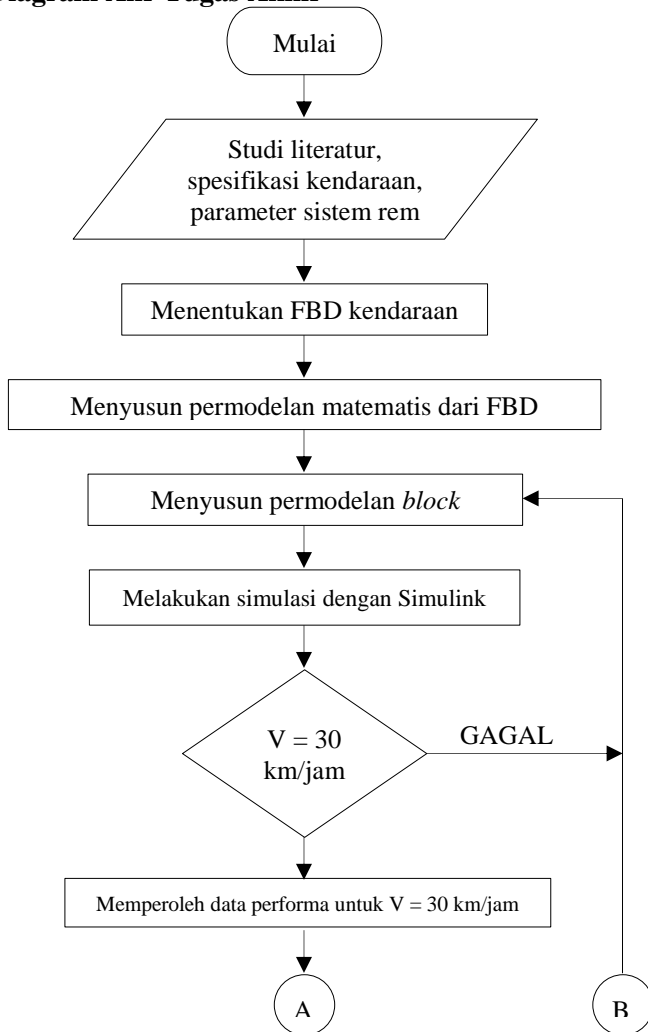 Mulai
Studi literatur,
spesifikasi kendaraan,
parameter sistem rem
Menentukan FBD kendaraan
Menyusun permodelan matematis dari FBD
Menyusun permodelan block
Melakukan simulasi dengan Simulink
V = 30
km/jam
GAGAL
Memperoleh data performa untuk V = 30 km/jam
A
B